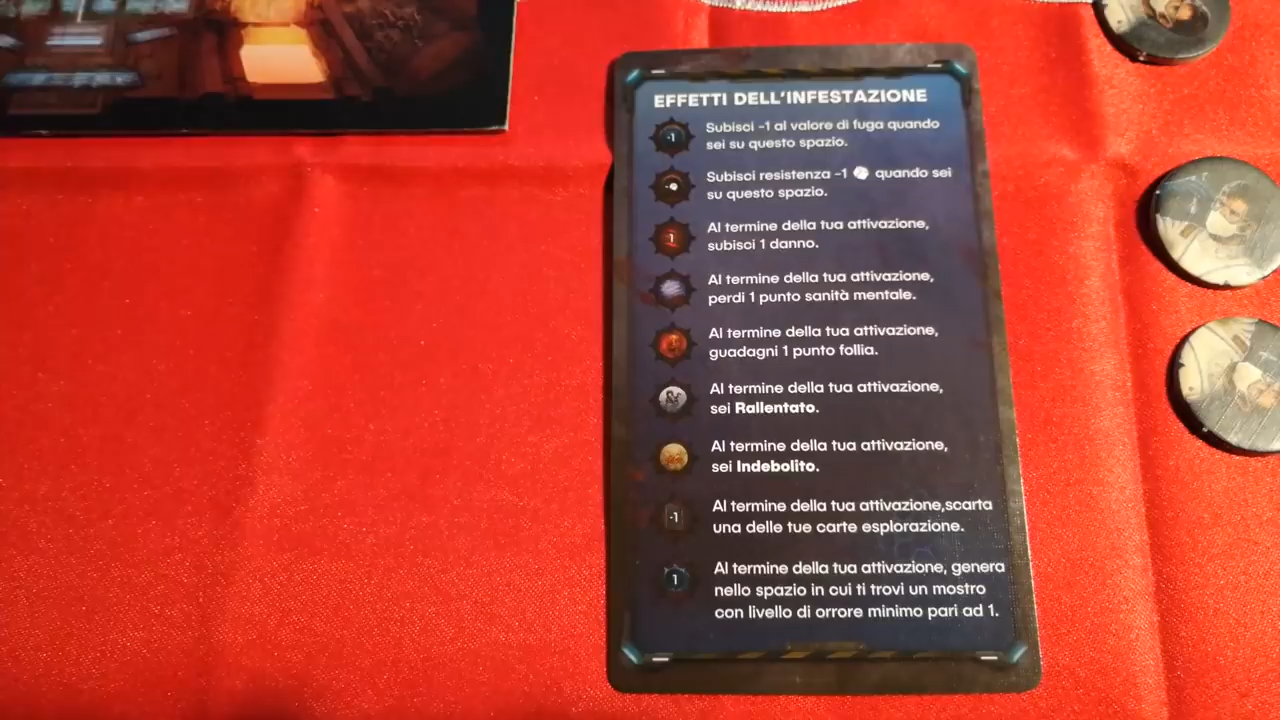 EFFETTI DELL'INFESTAZIONE
-1
Subisci -1 al valore di fuga quando
sei su questo spazio.
Subisci resistenza -1 quando sei
su questo spazio.
1
Al termine della tua attivazione,
subisci 1 danno.
Al termine della tua attivazione,
perdi 1 punto sanità mentale.
Al termine della tua attivazione,
guadagni 1 punto follia.
Al termine della tua attivazione,
sei Rallentato.
Al termine della tua attivazione,
sei Indebolito.
-1
Al termine della tua attivazione,scarta
una delle tue carte esplorazione.
1
Al termine della tua attivazione, genera
nello spazio in cui ti trovi un mostro
con livello di orrore minimo pari ad 1.